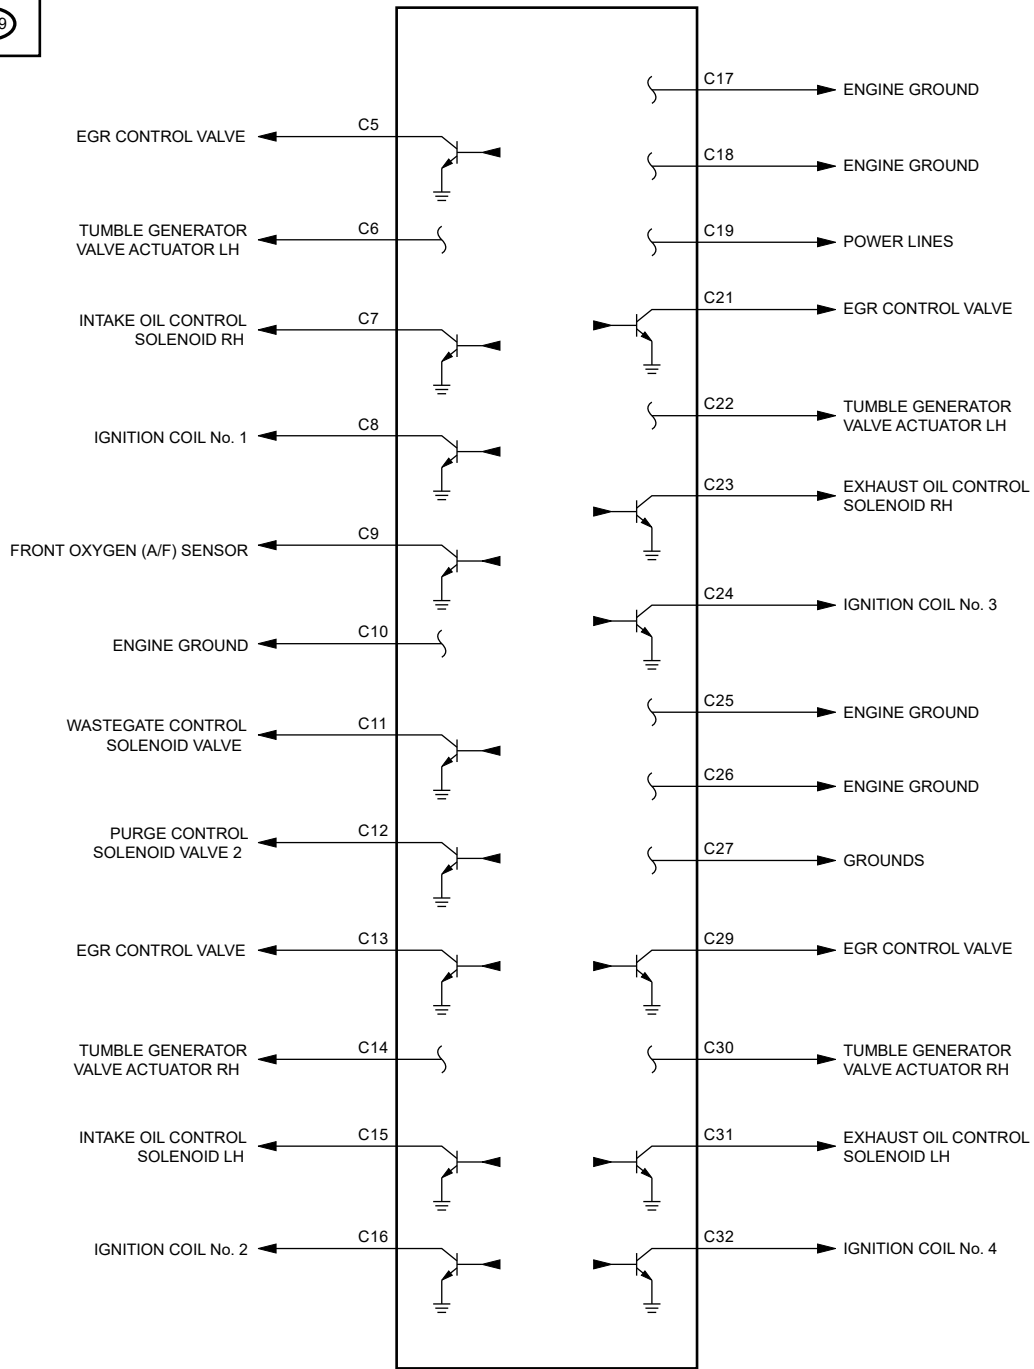 C17
ENGINE GROUND
C5
EGR CONTROL VALVE
C18
ENGINE GROUND
C6
TUMBLE GENERATOR
VALVE ACTUATOR LH
C19
POWER LINES
C7
INTAKE OIL CONTROL
SOLENOID RH
C21
EGR CONTROL VALVE
C8
IGNITION COIL No. 1
C22
TUMBLE GENERATOR
VALVE ACTUATOR LH
C23
EXHAUST OIL CONTROL
SOLENOID RH
C9
FRONT OXYGEN (A/F) SENSOR
C24
IGNITION COIL No. 3
C10
ENGINE GROUND
C25
ENGINE GROUND
C11
WASTEGATE CONTROL
SOLENOID VALVE
C26
ENGINE GROUND
C12
PURGE CONTROL
SOLENOID VALVE 2
C27
GROUNDS
C13
EGR CONTROL VALVE
C29
EGR CONTROL VALVE
C14
TUMBLE GENERATOR
VALVE ACTUATOR RH
C30
TUMBLE GENERATOR
VALVE ACTUATOR RH
C15
INTAKE OIL CONTROL
SOLENOID LH
C31
EXHAUST OIL CONTROL
SOLENOID LH
C16
IGNITION COIL No. 2
C32
IGNITION COIL No. 4